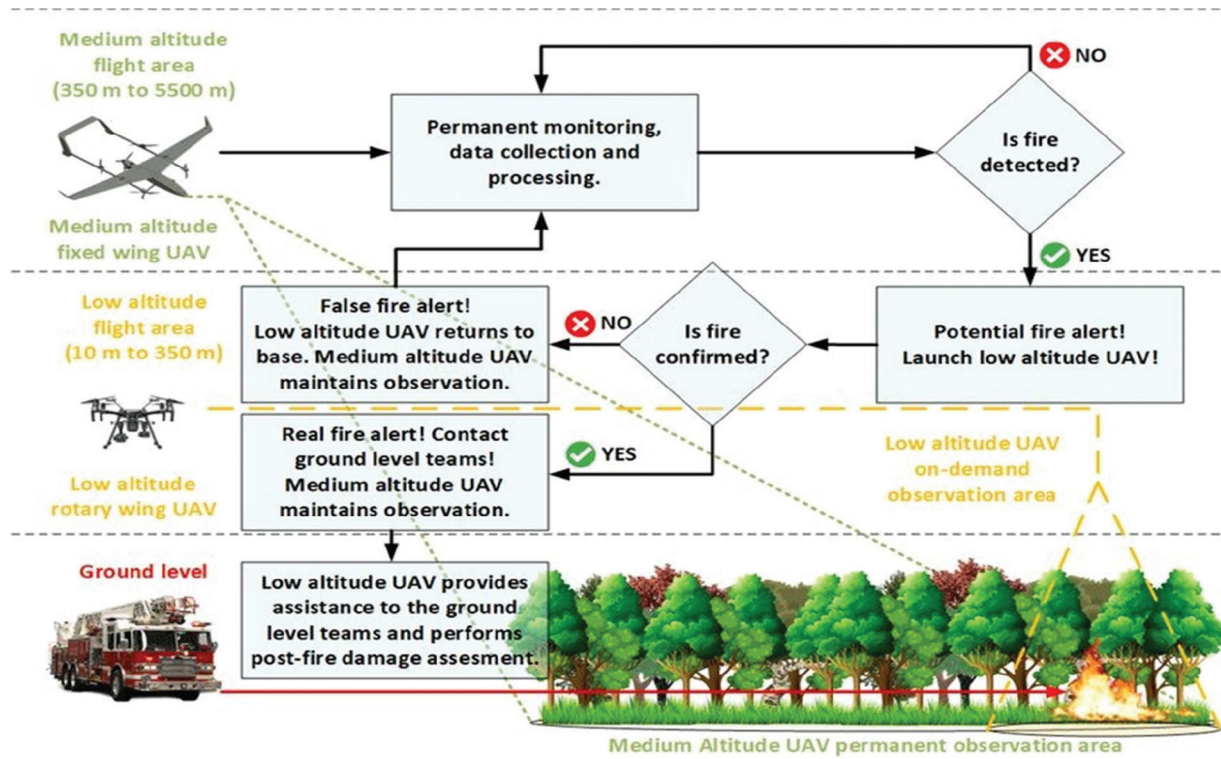 Medium altitude
flight area
(350 m to 5500 m)
Medium altitude
fixed wing UAV
Permanent monitoring,
data collection and
processing.
Is fire
detected?
NO
YES
Low altitude
flight area
(10 m to 350 m)
Low altitude
rotary wing UAV
False fire alert!
Low altitude UAV returns to
base. Medium altitude UAV
maintains observation.
NO
Is fire
confirmed?
Potential fire alert!
Launch low altitude UAV!
Real fire alert! Contact
ground level teams!
Medium altitude UAV
maintains observation.
YES
Low altitude UAV
on-demand
observation area
Ground level
Low altitude UAV provides
assistance to the ground
level teams and performs
post-fire damage assesment.
Medium Altitude UAV permanent observation area